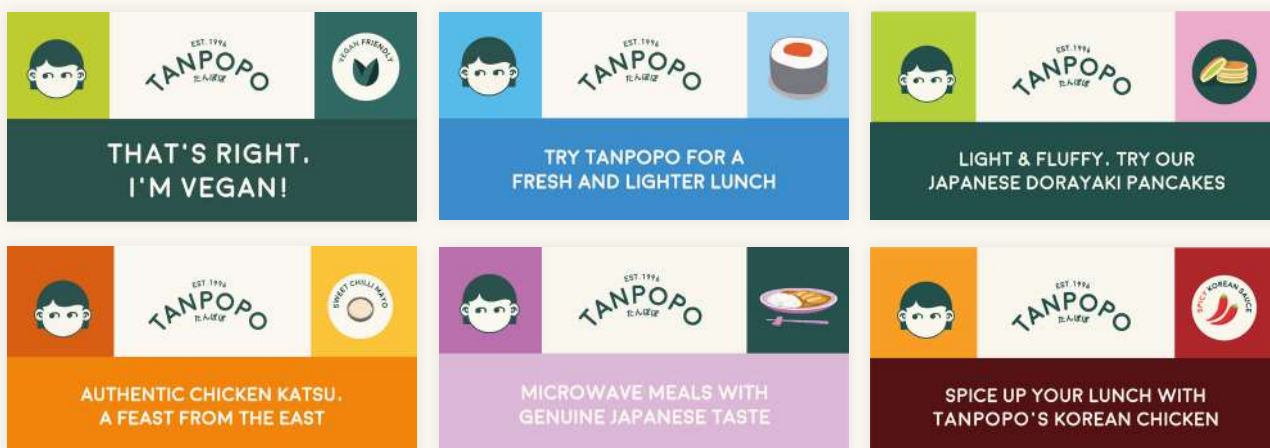 EST. 1996
TANPOPO
たんぽぽ
VEGAN FRIENDLY
THAT'S RIGHT.
I'M VEGAN!
EST. 1996
TANPOPO
たんぽぽ
TRY TANPOPO FOR A
FRESH AND LIGHTER LUNCH
EST. 1996
TANPOPO
たんぽぽ
LIGHT & FLUFFY. TRY OUR
JAPANESE DORAYAKI PANCAKES
EST. 1996
TANPOPO
たんぽぽ
SWEET CHILLI MAYO
AUTHENTIC CHICKEN KATSU.
A FEAST FROM THE EAST
EST. 1996
TANPOPO
たんぽぽ
MICROWAVE MEALS WITH
GENUINE JAPANESE TASTE
EST. 1996
TANPOPO
たんぽぽ
SPICY KOREAN SAUCE
SPICE UP YOUR LUNCH WITH
TANPOPO'S KOREAN CHICKEN